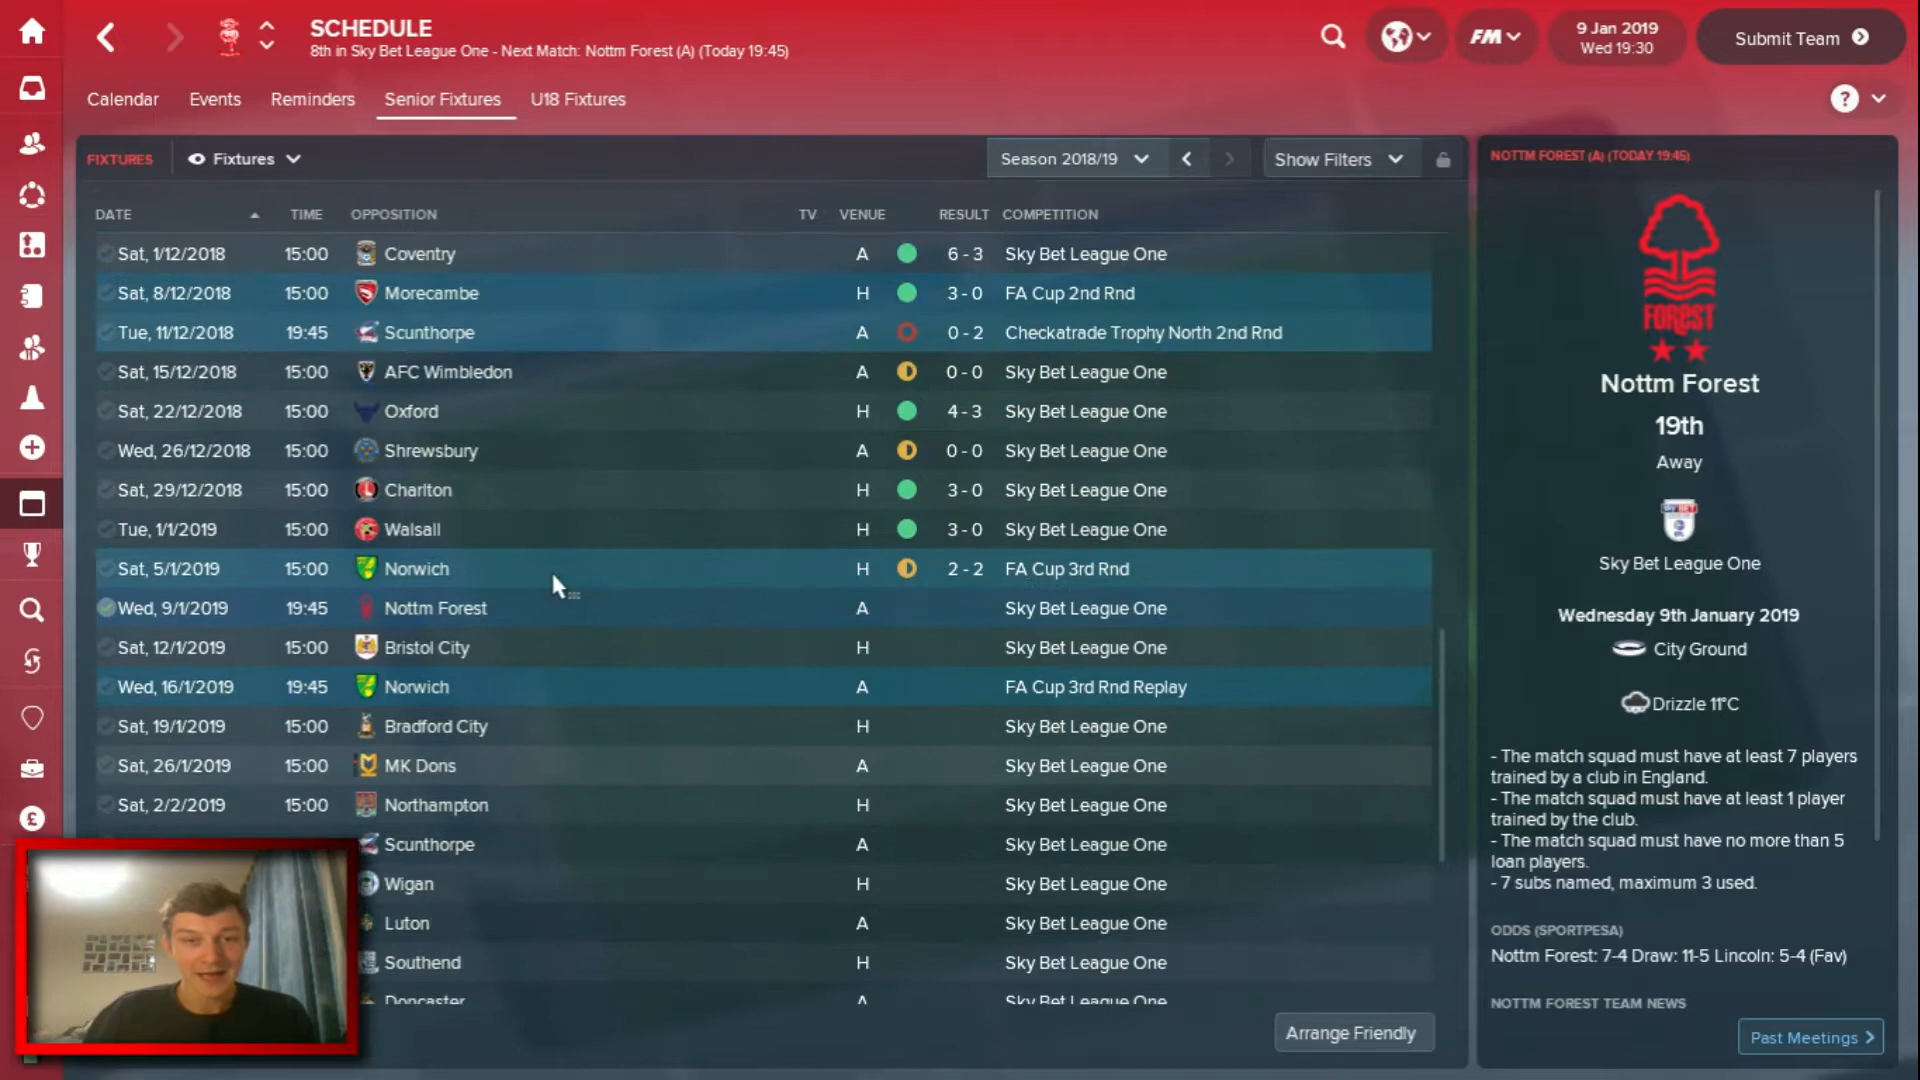 SCHEDULE
8th in Sky Bet League One - Next Match: Nottm Forest (A) (Today 19:45)
FM
9 Jan 2019
Wed 19:30
Submit Team
Calendar Events Reminders Senior Fixtures U18 Fixtures
?
FIXTURES Fixtures Season 2018/19 Show Filters
DATE TIME OPPOSITION TV VENUE RESULT COMPETITION
Sat, 1/12/2018 15:00 Coventry A 6 - 3 Sky Bet League One
Sat, 8/12/2018 15:00 Morecambe H 3 - 0 FA Cup 2nd Rnd
Tue, 11/12/2018 19:45 Scunthorpe A 0 - 2 Checkatrade Trophy North 2nd Rnd
Sat, 15/12/2018 15:00 AFC Wimbledon A 0 - 0 Sky Bet League One
Sat, 22/12/2018 15:00 Oxford H 4 - 3 Sky Bet League One
Wed, 26/12/2018 15:00 Shrewsbury A 0 - 0 Sky Bet League One
Sat, 29/12/2018 15:00 Charlton H 3 - 0 Sky Bet League One
Tue, 1/1/2019 15:00 Walsall H 3 - 0 Sky Bet League One
Sat, 5/1/2019 15:00 Norwich H 2 - 2 FA Cup 3rd Rnd
Wed, 9/1/2019 19:45 Nottm Forest A Sky Bet League One
Sat, 12/1/2019 15:00 Bristol City H Sky Bet League One
Wed, 16/1/2019 19:45 Norwich A FA Cup 3rd Rnd Replay
Sat, 19/1/2019 15:00 Bradford City H Sky Bet League One
Sat, 26/1/2019 15:00 MK Dons A Sky Bet League One
Sat, 2/2/2019 15:00 Northampton H Sky Bet League One
Scunthorpe A Sky Bet League One
Wigan H Sky Bet League One
Luton A Sky Bet League One
Southend H Sky Bet League One
Doncaster A Sky Bet League One
Arrange Friendly
NOTTM FOREST (A) (TODAY 19:45)
FOREST
Nottm Forest
19th
Away
SKY BET
Sky Bet League One
Wednesday 9th January 2019
City Ground
Drizzle 11°C
- The match squad must have at least 7 players
trained by a club in England.
- The match squad must have at least 1 player
trained by the club.
- The match squad must have no more than 5
loan players.
- 7 subs named, maximum 3 used.
ODDS (SPORTPESA)
Nottm Forest: 7-4 Draw: 11-5 Lincoln: 5-4 (Fav)
NOTTM FOREST TEAM NEWS
Past Meetings